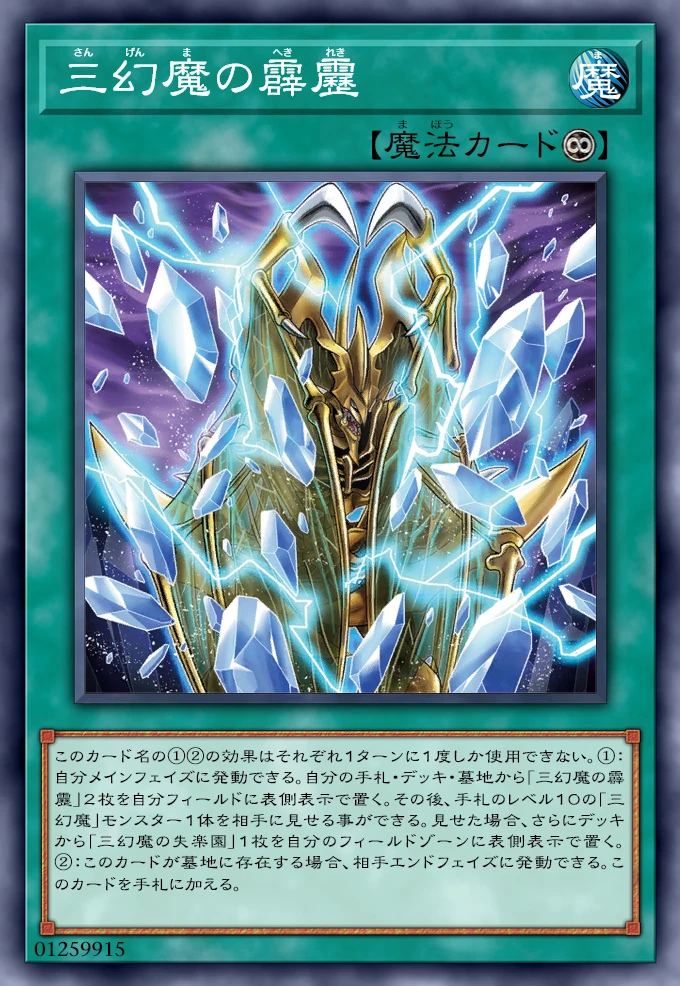 三幻魔の霹靂
魔
【魔法カード】
このカード名の①②の効果はそれぞれ1ターンに1度しか使用できない。①:
自分メインフェイズに発動できる。自分の手札・デッキ・墓地から「三幻魔の霹
靂」2枚を自分フィールドに表側表示で置く。その後、手札のレベル10の「三
幻魔」モンスター1体を相手に見せる事ができる。見せた場合、さらにデッキ
から「三幻魔の失楽園」1枚を自分のフィールドゾーンに表側表示で置く。
②:このカードが墓地に存在する場合、相手エンドフェイズに発動できる。こ
のカードを手札に加える。
01259915